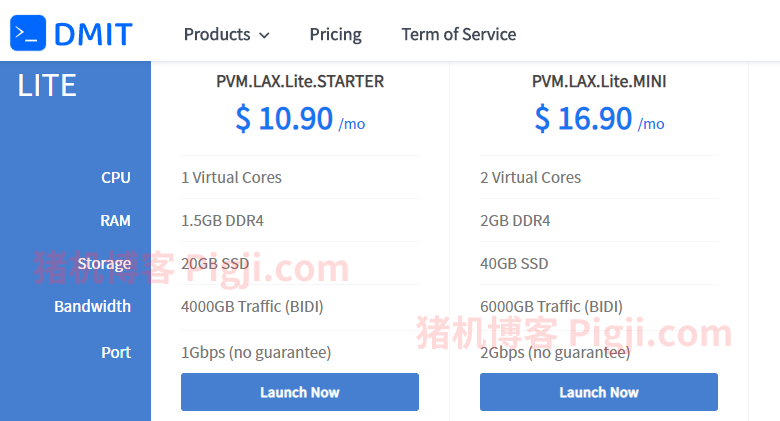 DMIT
Products
Pricing
Term of Service
LITE
PVM.LAX.Lite.STARTER
PVM.LAX.Lite.MINI
$ 10.90 /mo
$ 16.90 /mo
CPU
1 Virtual Cores
2 Virtual Cores
RAM
1.5GB DDR4
2GB DDR4
Storage
20GB SSD
40GB SSD
猪机博客 Pigji.com
Bandwidth
4000GB Traffic (BIDI)
6000GB Traffic (BIDI)
猪机博客 Pigji.com
Port
1Gbps (no guarantee)
2Gbps (no guarantee)
Launch Now
Launch Now